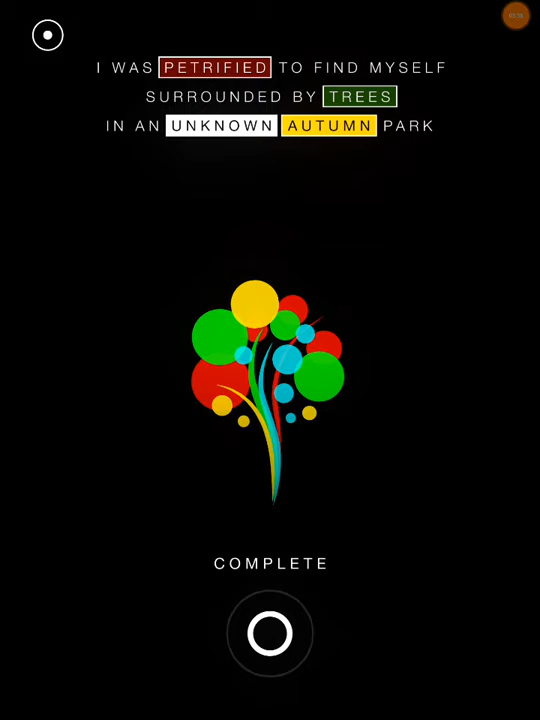 I WAS PETRIFIED TO FIND MYSELF
SURROUNDED BY TREES
IN AN UNKNOWN AUTUMN PARK
COMPLETE